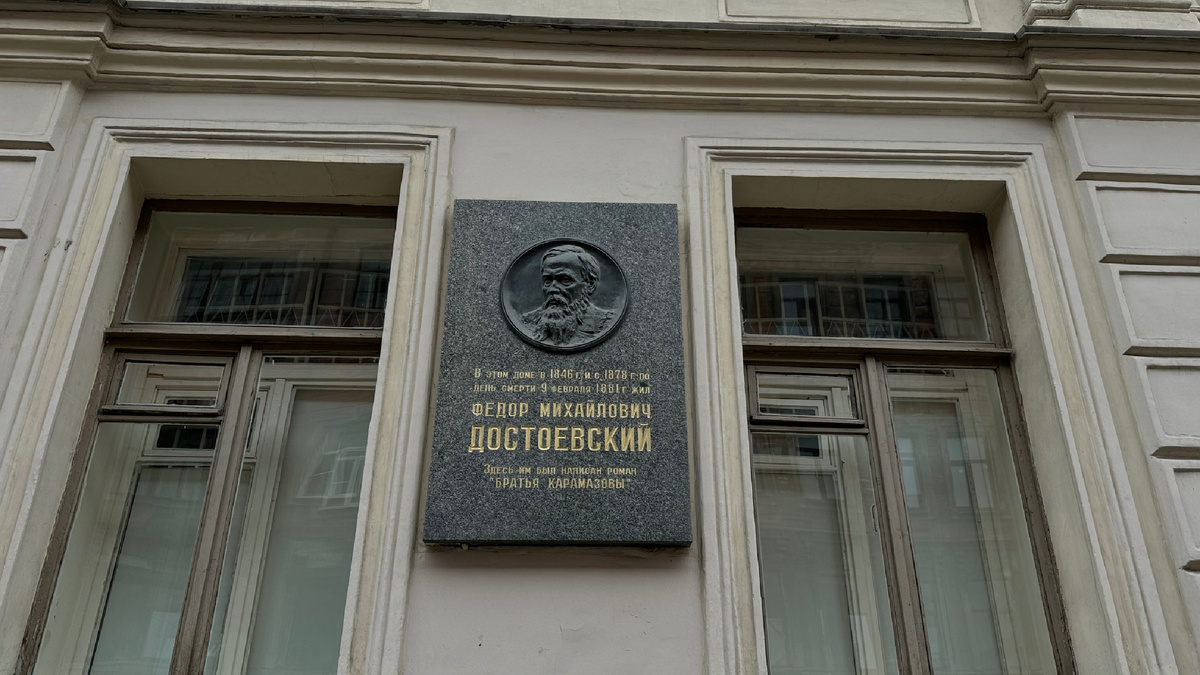 В этом доме в 1846 г. и с 1878 г. по
день смерти 9 февраля 1881 г. жил
ФЕДОР МИХАЙЛОВИЧ
ДОСТОЕВСКИЙ
Здесь им был написан роман
"БРАТЬЯ КАРАМАЗОВЫ"